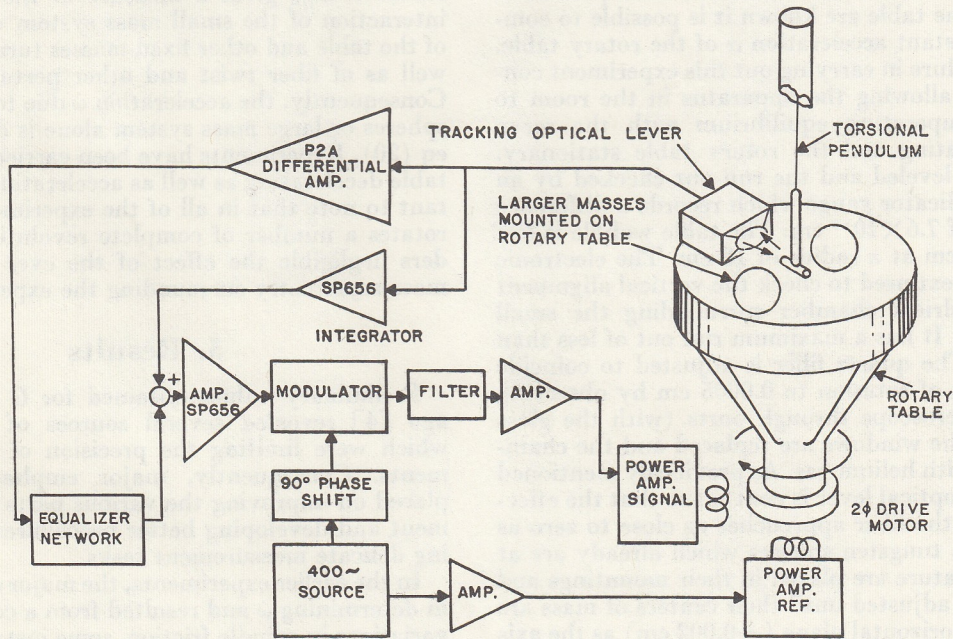 TRACKING OPTICAL LEVER
TORSIONAL
PENDULUM
P2A
DIFFERENTIAL
AMP.
LARGER MASSES
MOUNTED ON
ROTARY TABLE
SP656
INTEGRATOR
+
AMP.
SP656
MODULATOR
FILTER
AMP.
ROTARY
TABLE
90° PHASE
SHIFT
POWER
AMP.
SIGNAL
EQUALIZER
NETWORK
2ϕ DRIVE
MOTOR
400~
SOURCE
AMP.
POWER
AMP.
REF.